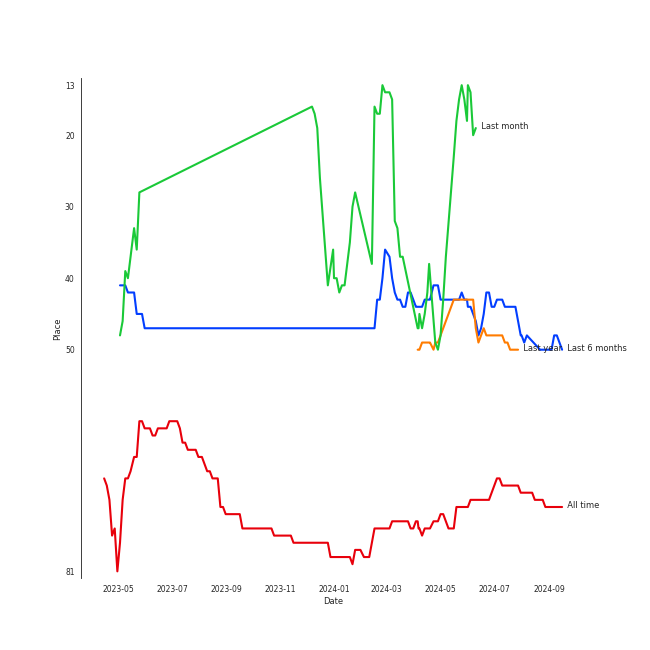 13
20
30
40
50
81
Place
Last month
Last year
Last 6 months
All time
2023-05
2023-07
2023-09
2023-11
2024-01
2024-03
2024-05
2024-07
2024-09
Date